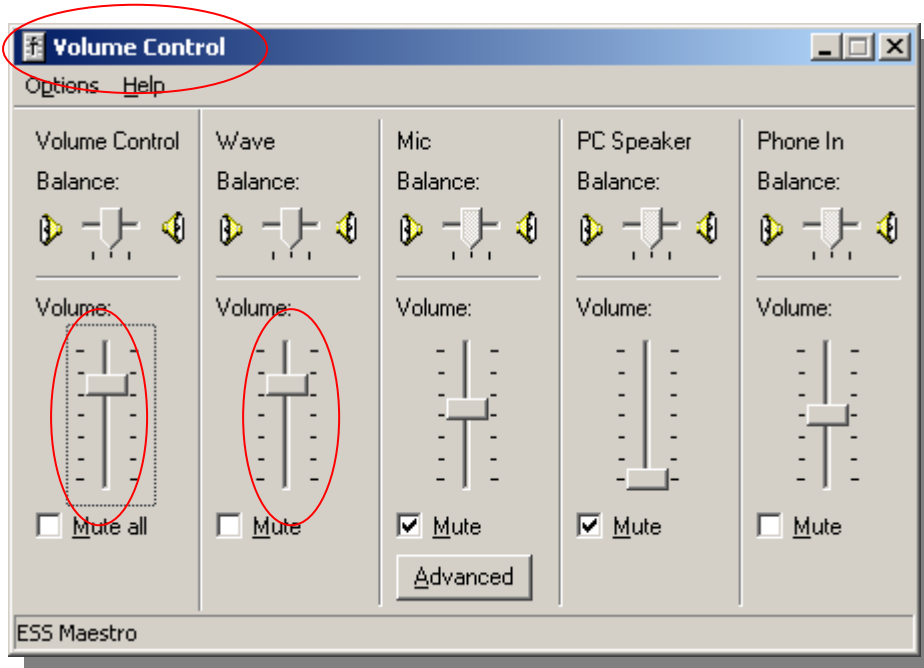 Volume Control
Options Help
Volume Control Wave Mic PC Speaker Phone In
Balance: Balance: Balance: Balance: Balance:
Volume: Volume: Volume: Volume: Volume:
Mute all Mute Mute Mute Mute
Advanced
ESS Maestro